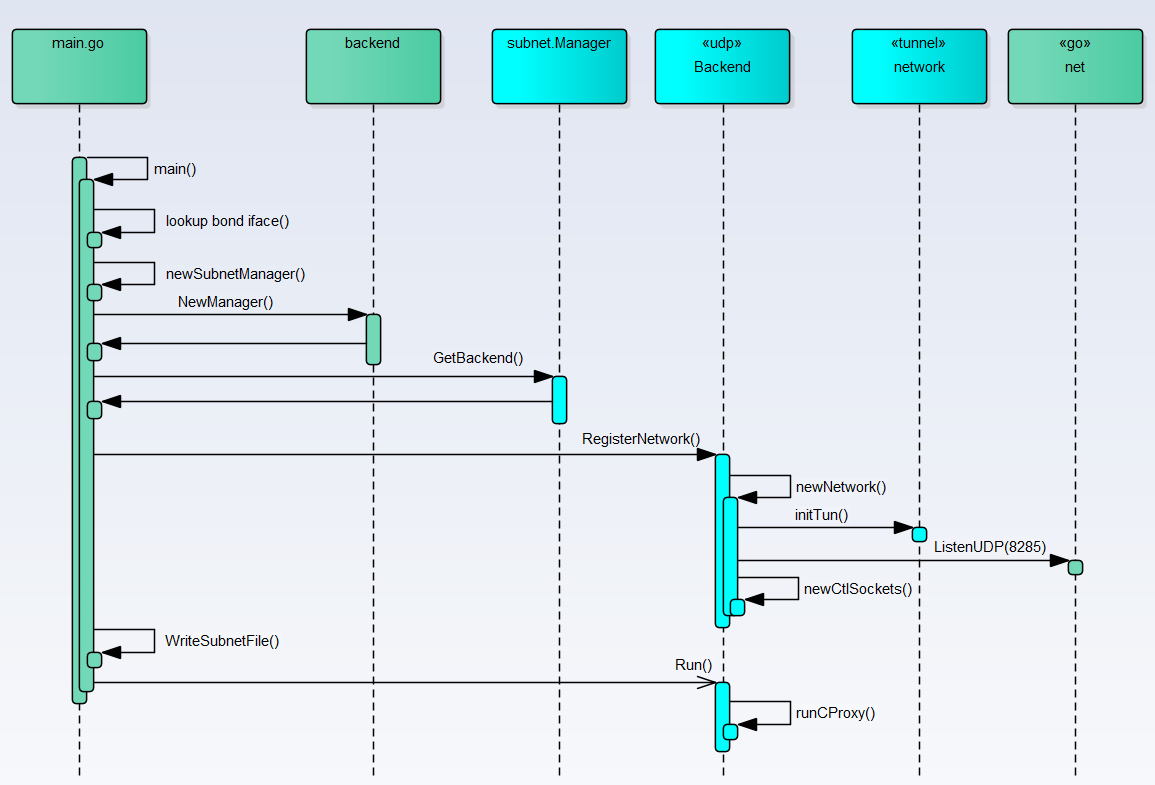 main.go
backend
subnet.Manager
«udp»
Backend
«tunnel»
network
«go»
net
main()
lookup bond iface()
newSubnetManager()
NewManager()
GetBackend()
RegisterNetwork()
newNetwork()
initTun()
ListenUDP(8285)
newCtlSockets()
WriteSubnetFile()
Run()
runCProxy()